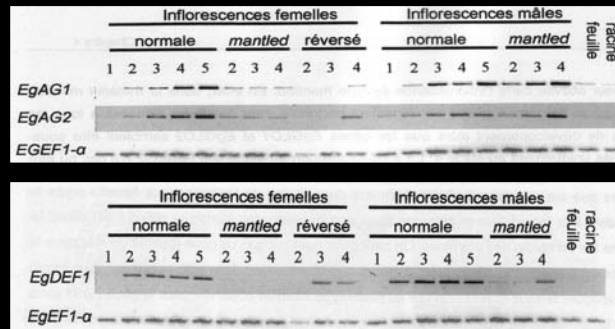 Inflorescences femelles Inflorescences mâles
normale mantled réversé normale mantled feuille racine
1 2 3 4 5 2 3 4 2 3 4 1 2 3 4 5 2 3 4
EgAG1
EgAG2
EGEF1-α
Inflorescences femelles Inflorescences mâles
normale mantled réversé normale mantled feuille racine
1 2 3 4 5 2 3 4 2 3 4 1 2 3 4 5 2 3 4
EgDEF1
EgEF1-α